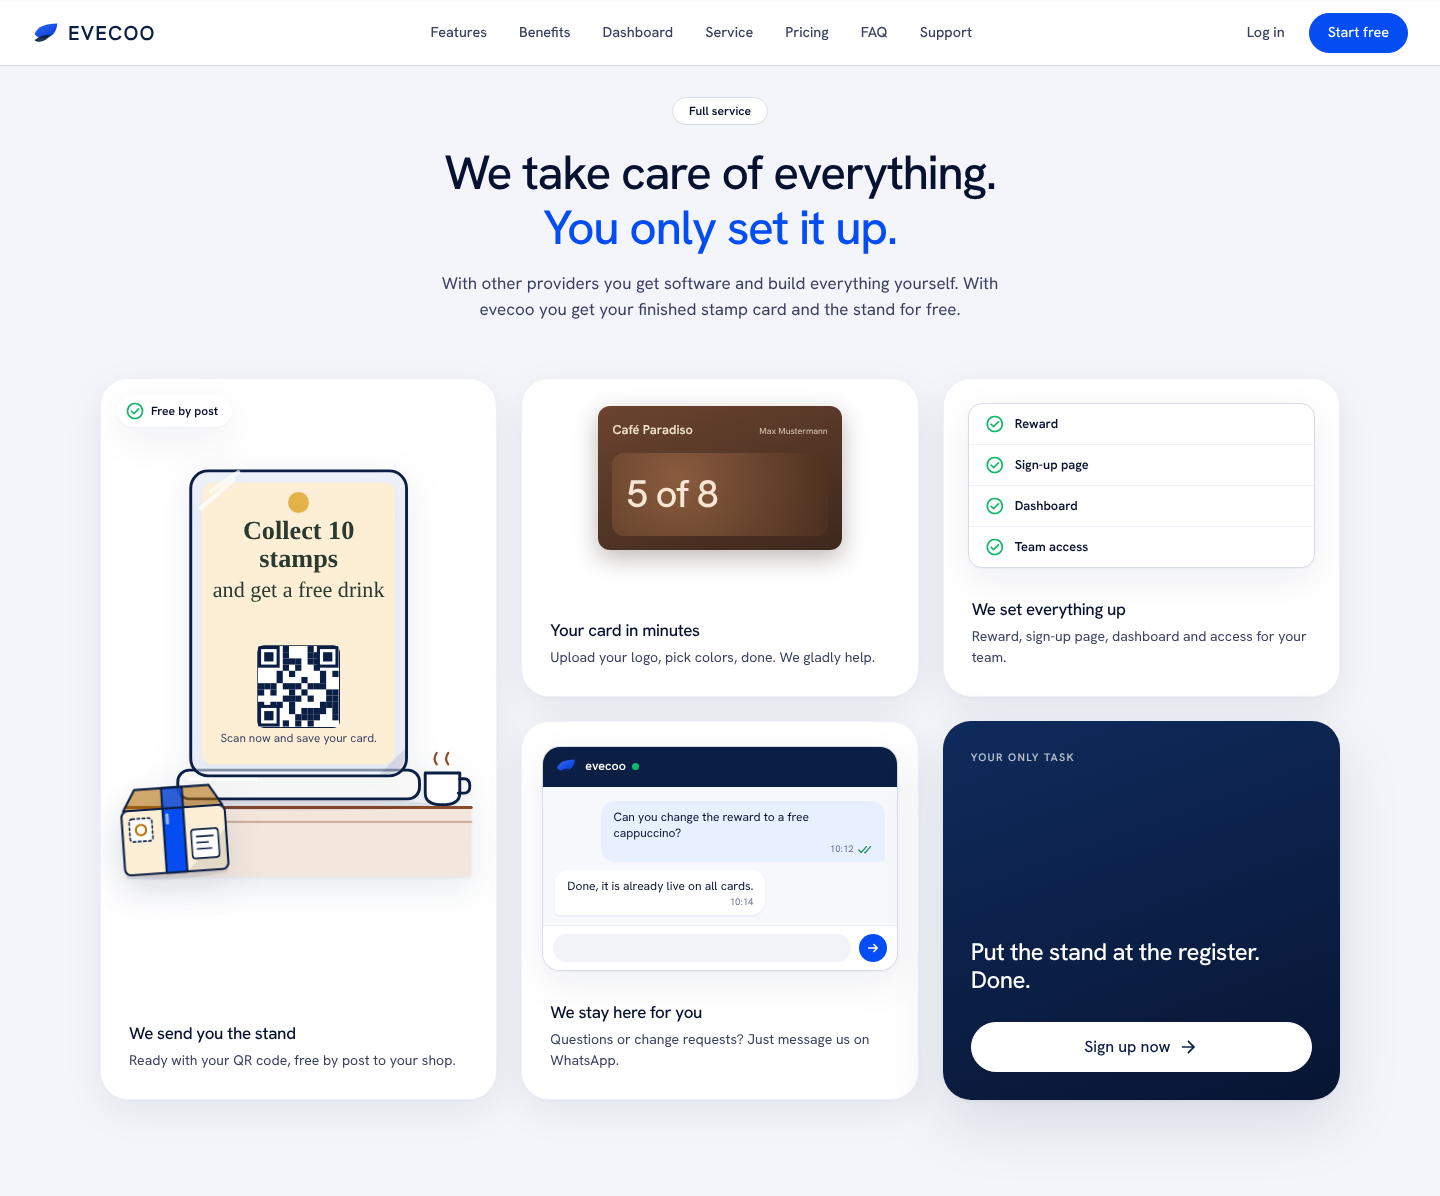 EVECOO
Features
Benefits
Dashboard
Service
Pricing
FAQ
Support
Log in
Start free
Full service
We take care of everything.
You only set it up.
With other providers you get software and build everything yourself. With
evecoo you get your finished stamp card and the stand for free.
Free by post
Collect 10
stamps
and get a free drink
Scan now and save your card.
We send you the stand
Ready with your QR code, free by post to your shop.
Café Paradiso
Max Mustermann
5 of 8
Your card in minutes
Upload your logo, pick colors, done. We gladly help.
Reward
Sign-up page
Dashboard
Team access
We set everything up
Reward, sign-up page, dashboard and access for your
team.
evecoo
Can you change the reward to a free
cappuccino?
10:12
Done, it is already live on all cards.
10:14
We stay here for you
Questions or change requests? Just message us on
WhatsApp.
YOUR ONLY TASK
Put the stand at the register.
Done.
Sign up now